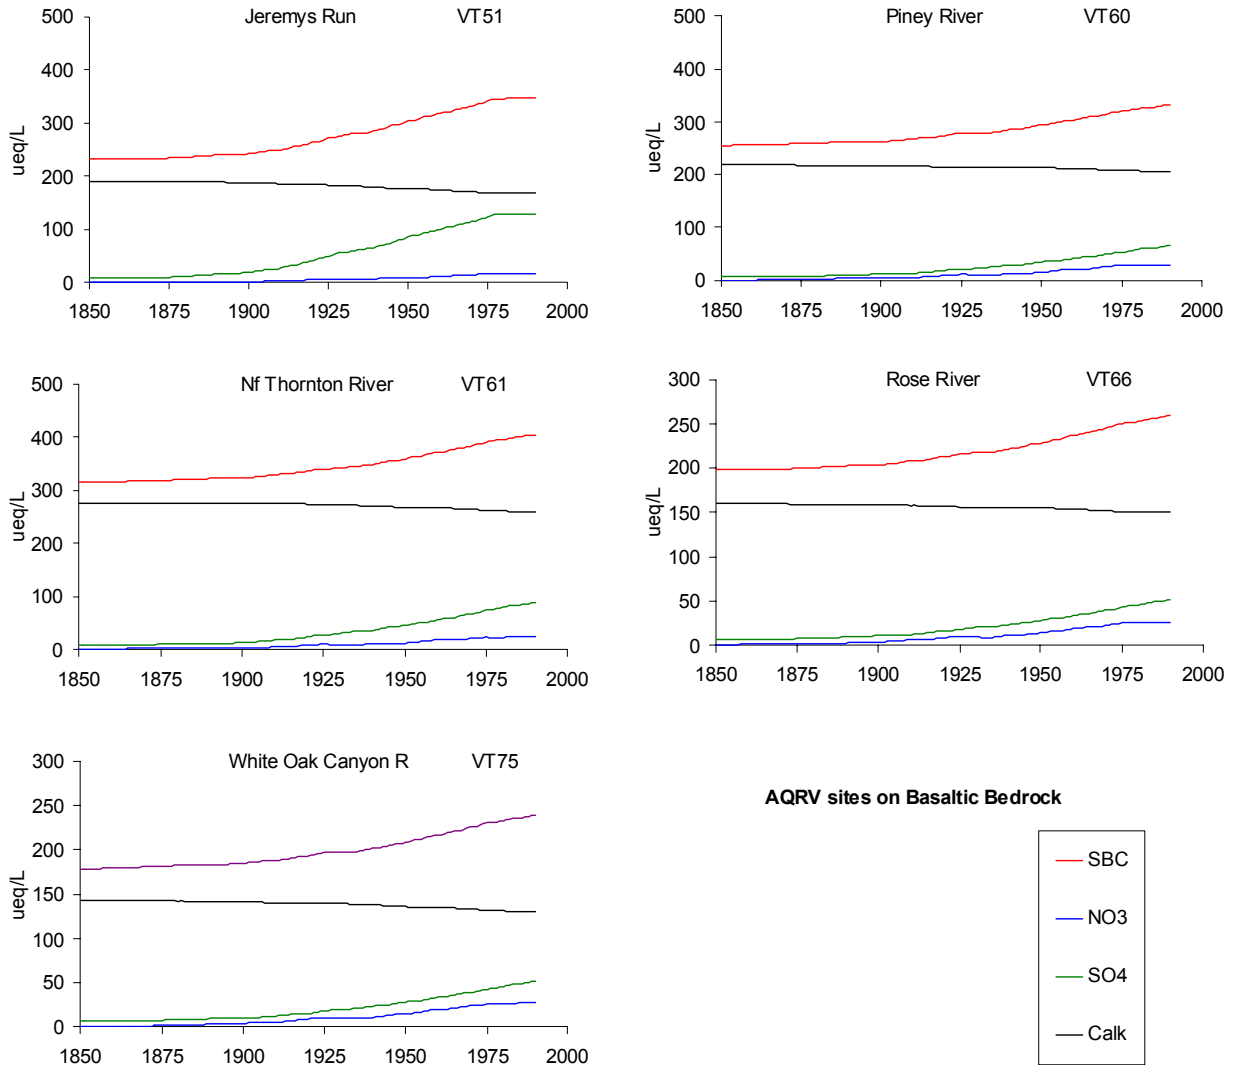 Jeremys Run VT51
500
400
300
200
100
0
ueq/L
1850 1875 1900 1925 1950 1975 2000
Piney River VT60
500
400
300
200
100
0
ueq/L
1850 1875 1900 1925 1950 1975 2000
Nf Thornton River VT61
500
400
300
200
100
0
ueq/L
1850 1875 1900 1925 1950 1975 2000
Rose River VT66
300
250
200
150
100
50
0
ueq/L
1850 1875 1900 1925 1950 1975 2000
White Oak Canyon R VT75
300
250
200
150
100
50
0
ueq/L
1850 1875 1900 1925 1950 1975 2000
AQRV sites on Basaltic Bedrock
SBC
NO3
SO4
Calk